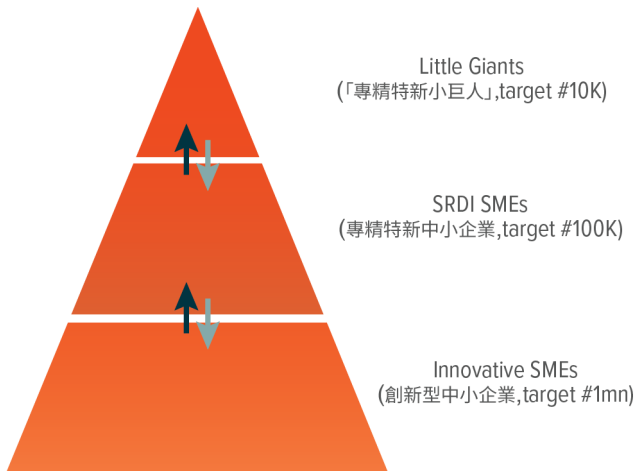 Little Giants
(「專精特新小巨人」,target #10K)
SRDI SMEs
(專精特新中小企業,target #100K)
Innovative SMEs
(創新型中小企業,target #1mn)